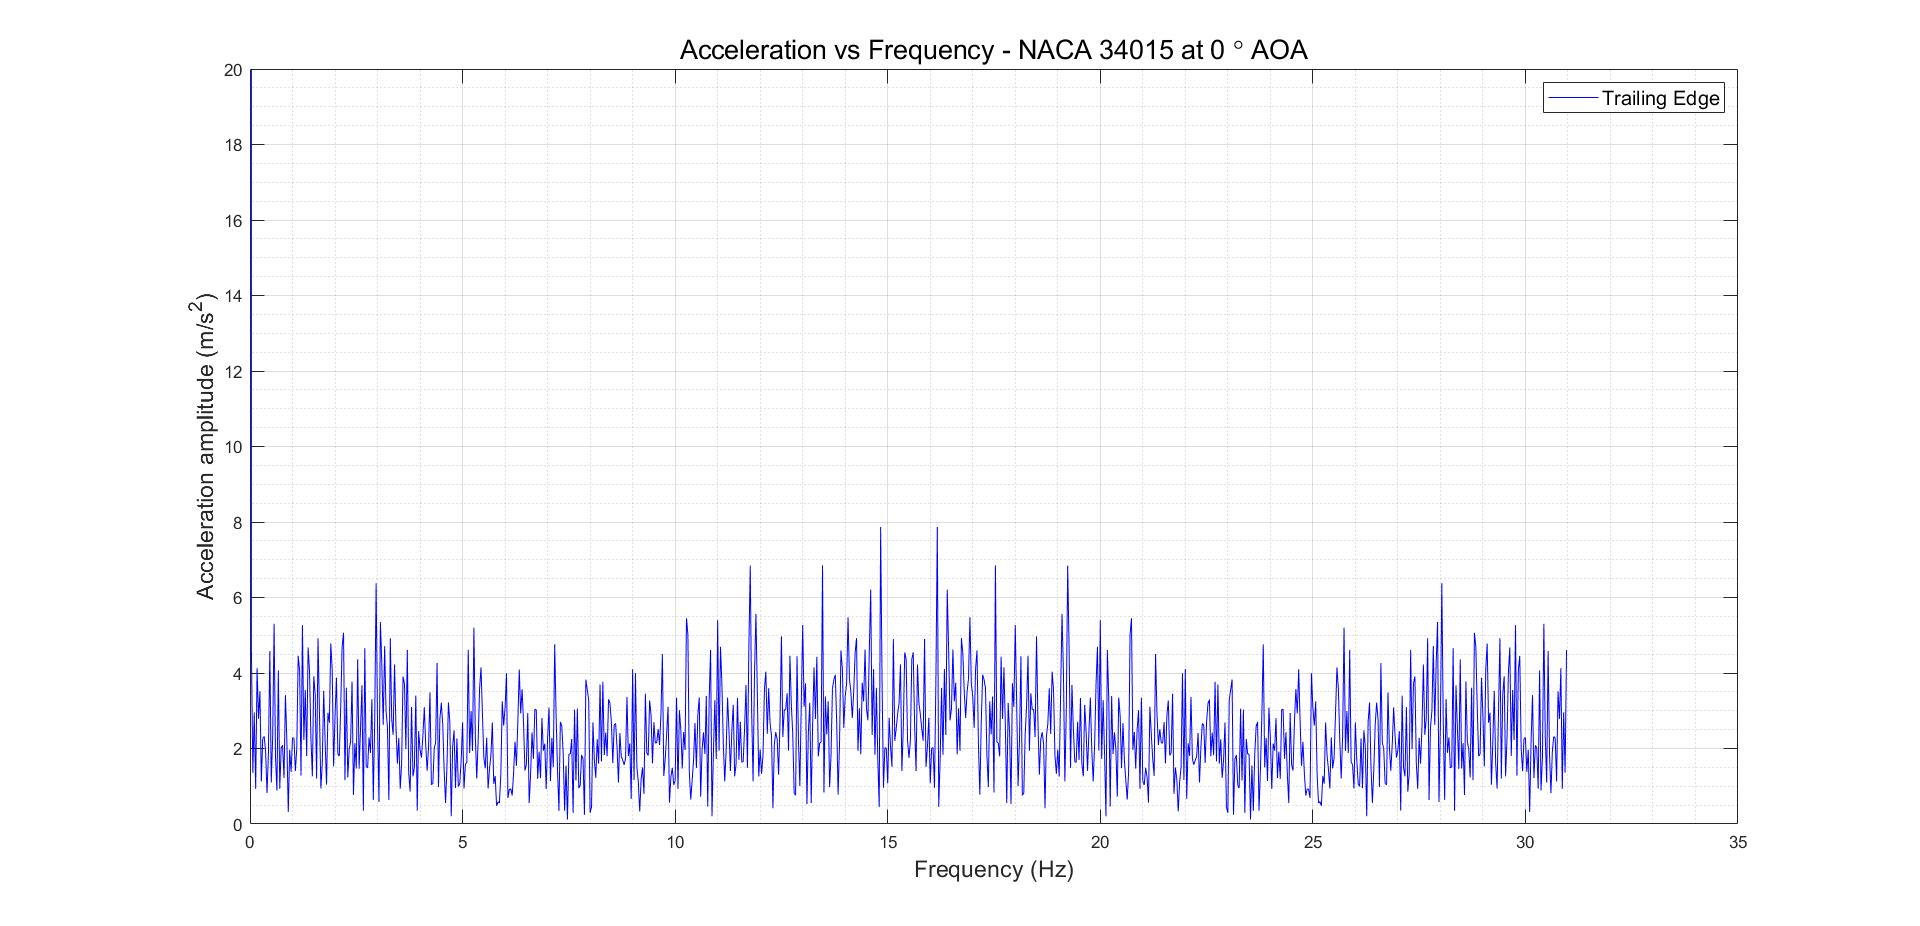 Acceleration vs Frequency - NACA 34015 at 0 ° AOA
Trailing Edge
Acceleration amplitude (m/s²)
20
18
16
14
12
10
8
6
4
2
0
0 5 10 15 20 25 30 35
Frequency (Hz)